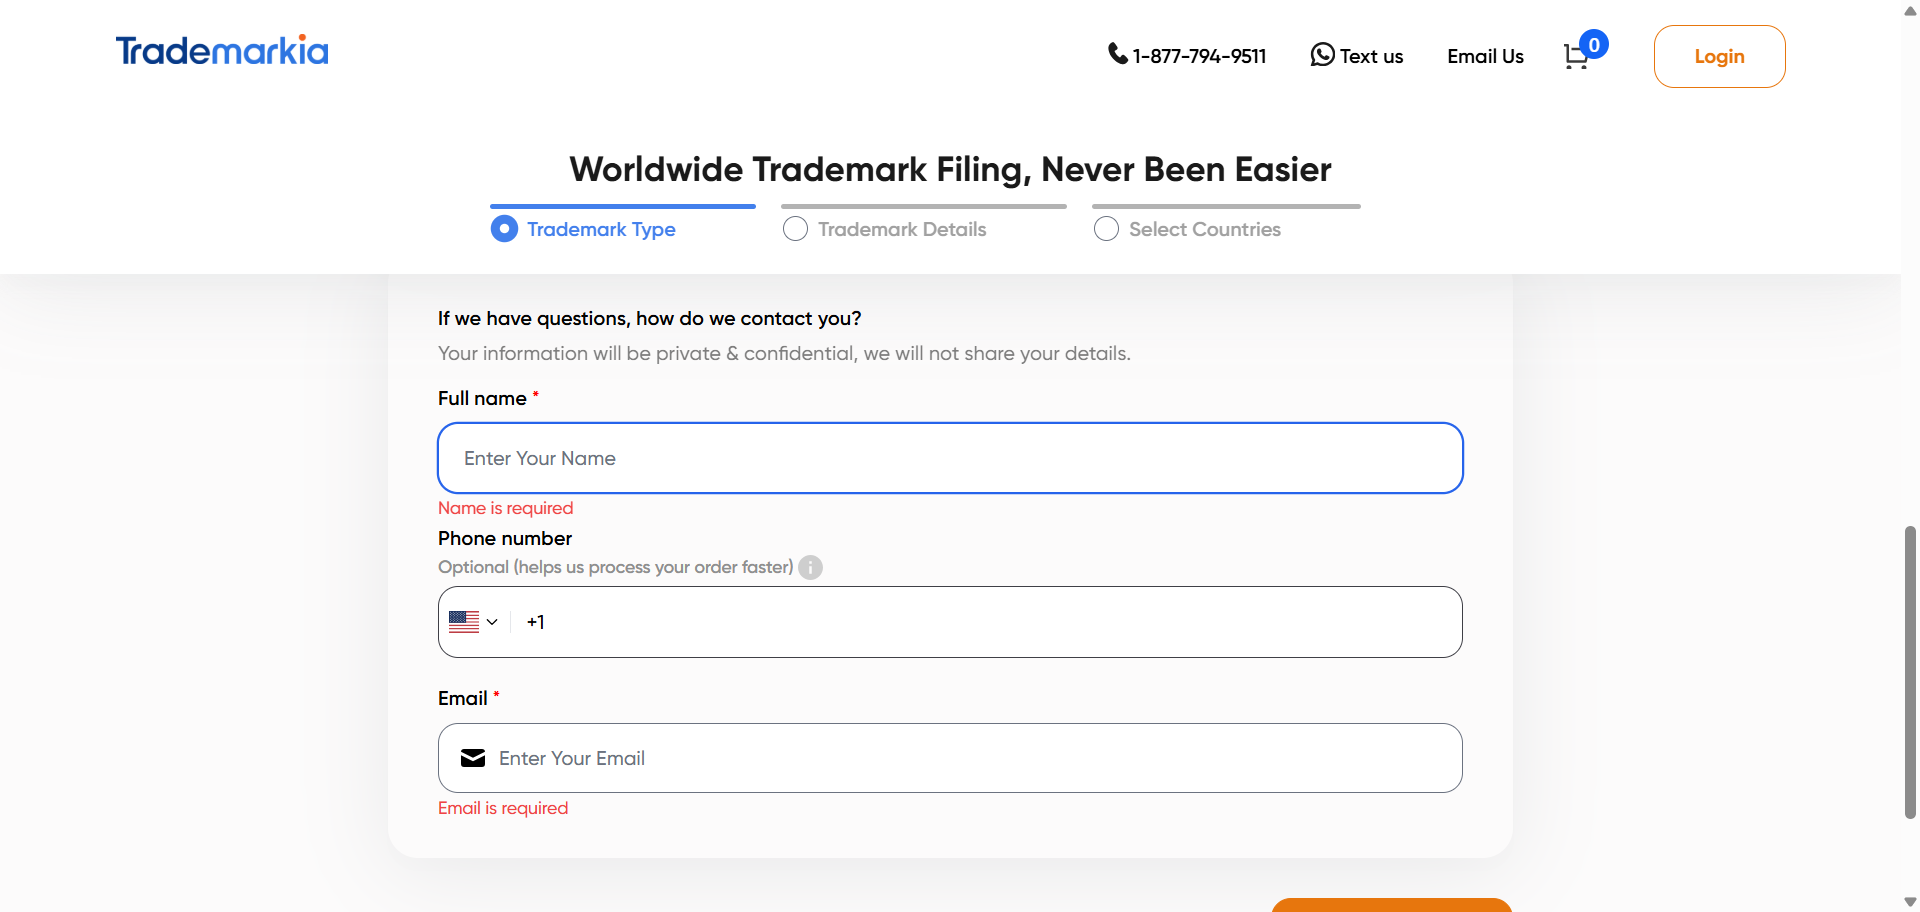 Trademarkia
1-877-794-9511
Text us
Email Us
0
Login
Worldwide Trademark Filing, Never Been Easier
Trademark Type
Trademark Details
Select Countries
If we have questions, how do we contact you?
Your information will be private & confidential, we will not share your details.
Full name *
Enter Your Name
Name is required
Phone number
Optional (helps us process your order faster) i
+1
Email *
Enter Your Email
Email is required